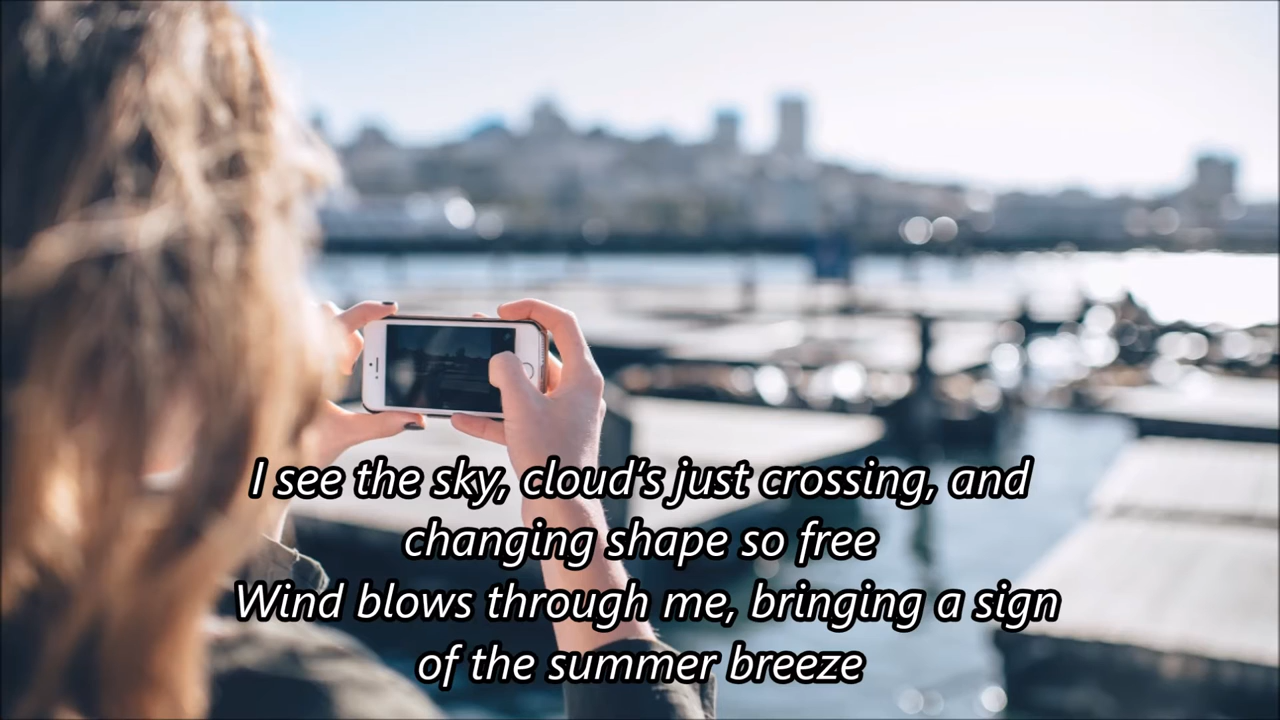 I see the sky, cloud's just crossing, and
changing shape so free
Wind blows through me, bringing a sign
of the summer breeze